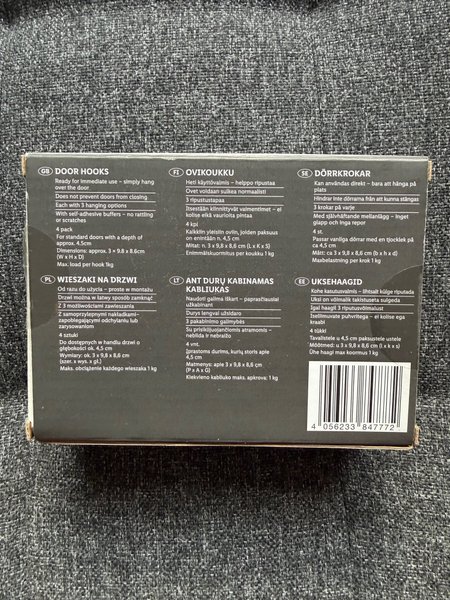 GB DOOR HOOKS
Ready for immediate use – simply hang
over the door
Does not prevent doors from closing
Each with 3 hanging options
With self-adhesive buffers – no rattling
or scratches
4 pack
For standard doors with a depth of
approx. 4.5cm
Dimensions: approx. 3 x 9.8 x 8.6cm
(W x H x D)
Max. load per hook 1kg
FI OVIKOUKKU
Heti käyttövalmis – helppo ripustaa
Ovet voidaan sulkea normaalisti
3 ripustustapaa
Itsestään kiinnittyvät vaimentimet – ei
kolise eikä vaurioita pintaa
4 kpl
Kaikkiin yleisiin oviin, joiden paksuus
on enintään n. 4,5 cm
Mitat: n. 3 x 9,8 x 8,6 cm (L x K x S)
Enimmäiskuormitus per koukku 1 kg
SE DÖRRKROKAR
Kan användas direkt – bara att hänga på
plats
Hindrar inte dörrarna från att kunna stängas
3 krokar på varje
Med självhäftande mellanlägg – inget
glapp och inga repor
4 st.
Passar vanliga dörrar med en tjocklek på
ca 4,5 cm
Mått: ca 3 x 9,8 x 8,6 cm (b x h x d)
Maxbelastning per krok 1 kg
PL WIESZAKI NA DRZWI
Od razu do użycia – proste w montażu
Drzwi można w łatwy sposób zamknąć
Z 3 możliwościami zawieszania
Z samoprzylepnymi nakładkami–
zapobiegającymi odchylaniu lub
zarysowaniom
4 sztuki
Do dostępnych w handlu drzwi o
głębokości ok. 4,5 cm
Wymiary: ok. 3 x 9,8 x 8,6 cm
(szer. x wys. x gł.)
Maks. obciążenie każdego wieszaka 1 kg
LT ANT DURŲ KABINAMAS
KABLIUKAS
Naudoti galima iškart – paprasčiausiai
užkabinant
Durys lengvai užsidaro
3 pakabinimo galimybės
Su prisiklijuojančiomis atramomis –
nebilda ir nebraižo
4 vnt.
Įprastoms durims, kurių storis apie
4,5 cm
Matmenys: apie 3 x 9,8 x 8,6 cm
(P x A x G)
Kiekvieno kabliuko maks. apkrova: 1 kg
EE UKSEHAAGID
Kohe kasutusvalmis – lihtsalt külge riputada
Uksi on võimalik takistuseta sulgeda
Igal haagil 3 riputusvõimalust
Iseliimuvate puhvritega – ei kolise ega
kraabi
4 tükki
Tavalistele u 4,5 cm paksustele ustele
Mõõtmed: u 3 x 9,8 x 8,6 cm (l x k x s)
Ühe haagi max koormus 1 kg
4 056233 847772